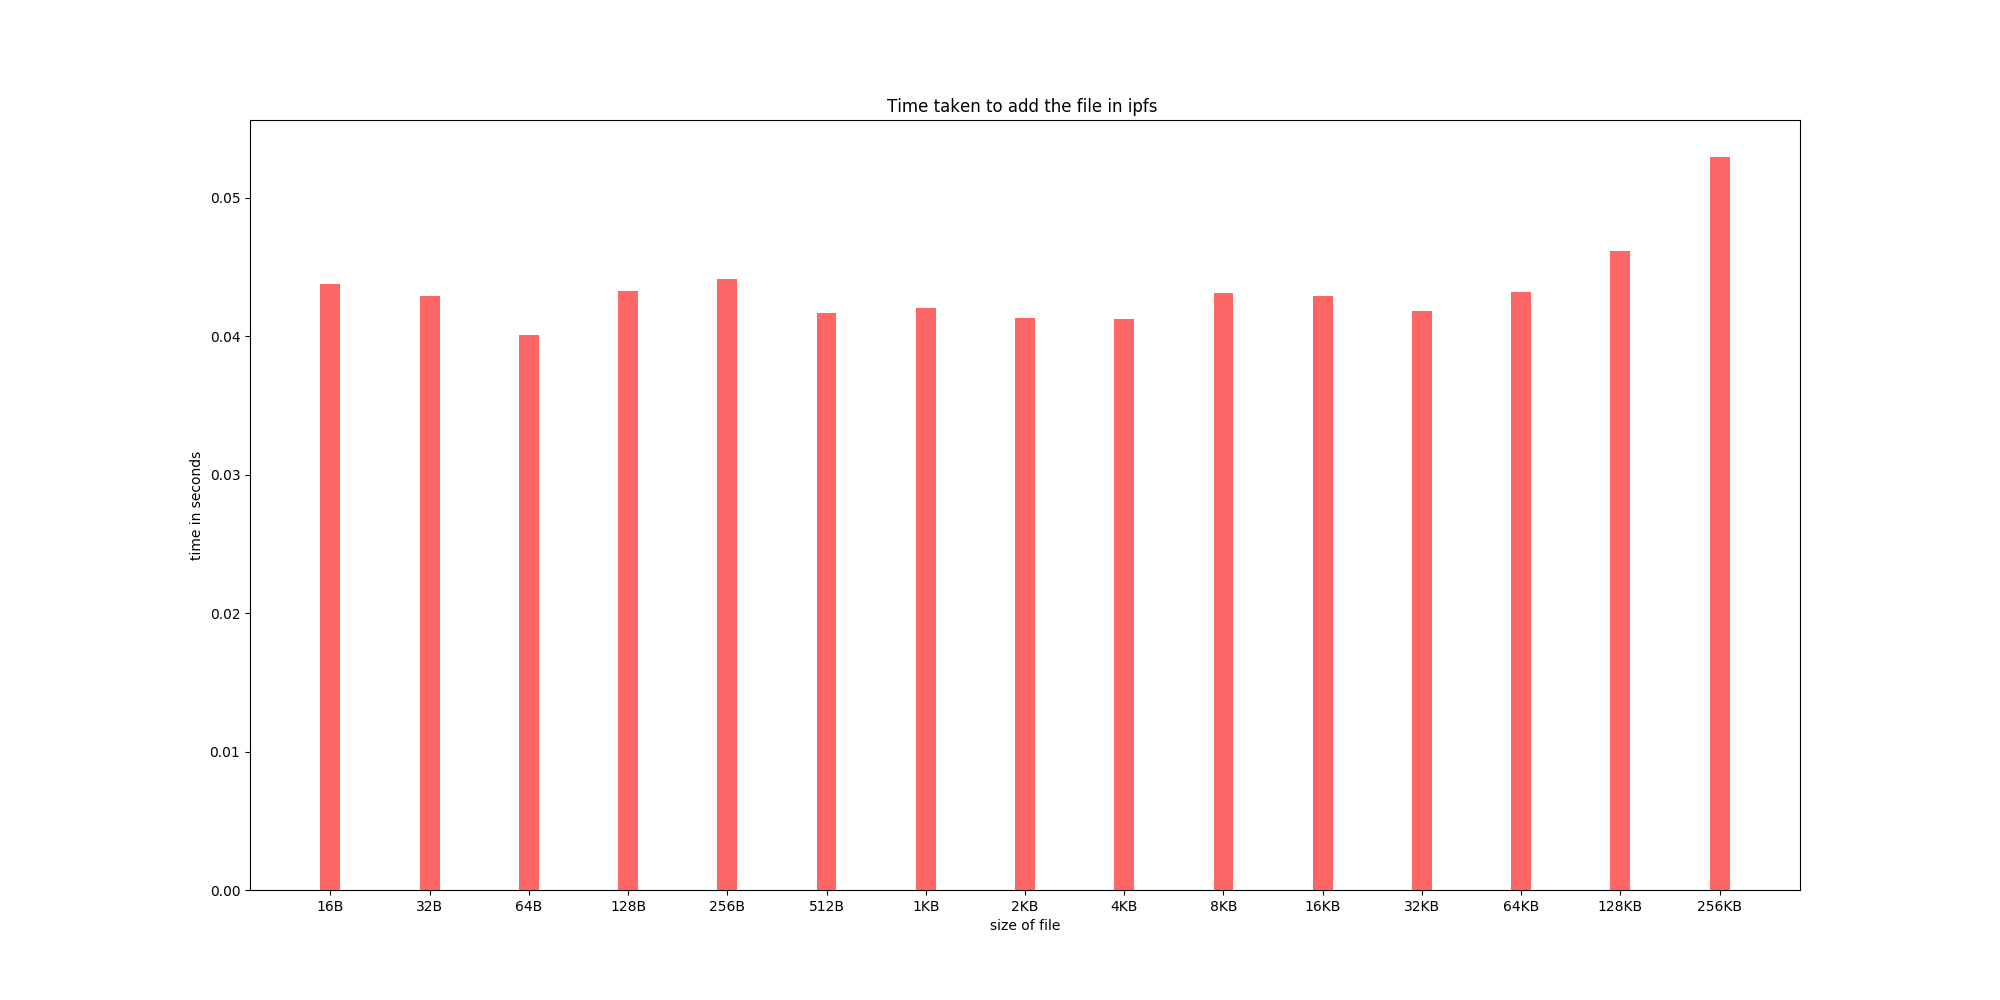 Time taken to add the file in ipfs
0.05
0.04
0.03
0.02
0.01
0.00
time in seconds
16B 32B 64B 128B 256B 512B 1KB 2KB 4KB 8KB 16KB 32KB 64KB 128KB 256KB
size of file